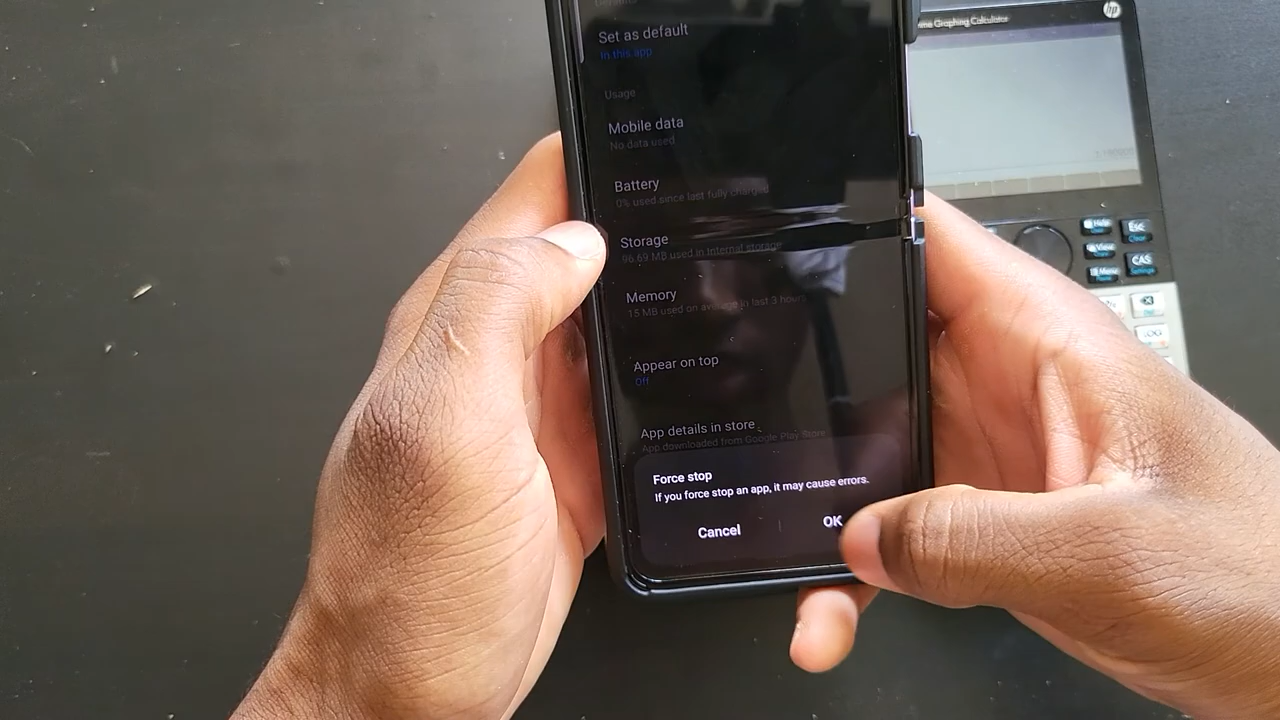 Set as default
In this app
Usage
Mobile data
No data used
Battery
0% used since last fully charged
Storage
96.69 MB used in Internal storage
Memory
15 MB used on average in last 3 hours
Appear on top
Off
App details in store
App downloaded from Google Play Store
Force stop
If you force stop an app, it may cause errors.
Cancel
OK
hp
Graphing Calculator
Esc
CAS
Menu